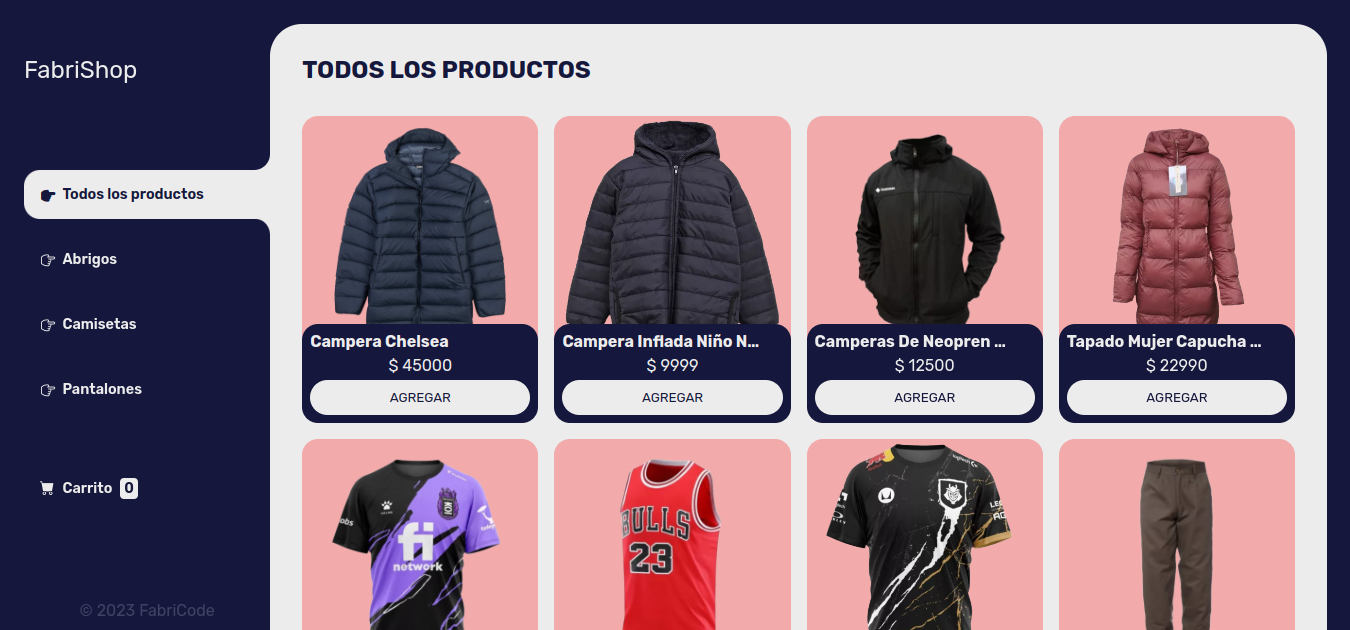 FabriShop
Todos los productos
Abrigos
Camisetas
Pantalones
Carrito 0
© 2023 FabriCode
TODOS LOS PRODUCTOS
Campera Chelsea
$ 45000
AGREGAR
Campera Inflada Niño N...
$ 9999
AGREGAR
Camperas De Neopren ...
$ 12500
AGREGAR
Tapado Mujer Capucha ...
$ 22990
AGREGAR
KOI
fi
network
BULLS
23